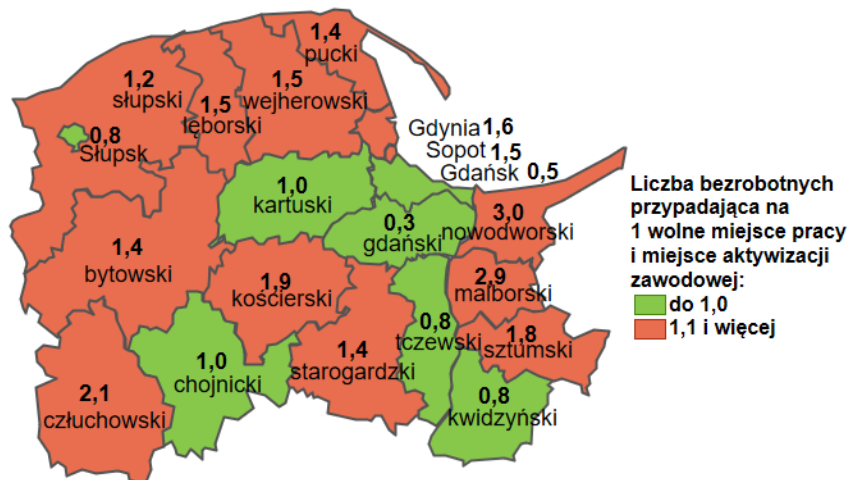 1,4
pucki
1,2
słupski
1,5
wejherowski
1,5
lęborski
0,8
Słupsk
Gdynia 1,6
Sopot 1,5
Gdańsk 0,5
1,0
kartuski
0,3
gdański
3,0
nowodworski
1,4
bytowski
1,9
kościerski
2,9
malborski
0,8
tczewski
1,8
sztumski
1,0
chojnicki
1,4
starogardzki
2,1
człuchowski
0,8
kwidzyński
Liczba bezrobotnych
przypadająca na
1 wolne miejsce pracy
i miejsce aktywizacji
zawodowej:
do 1,0
1,1 i więcej